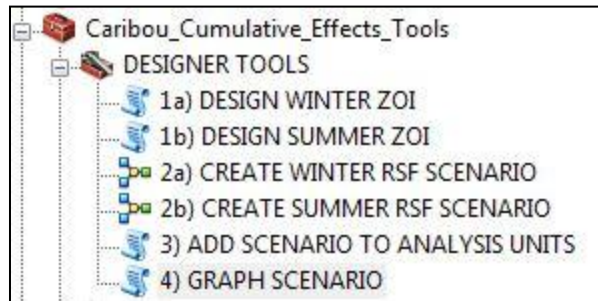 Caribou_Cumulative_Effects_Tools
DESIGNER TOOLS
1a) DESIGN WINTER ZOI
1b) DESIGN SUMMER ZOI
2a) CREATE WINTER RSF SCENARIO
2b) CREATE SUMMER RSF SCENARIO
3) ADD SCENARIO TO ANALYSIS UNITS
4) GRAPH SCENARIO